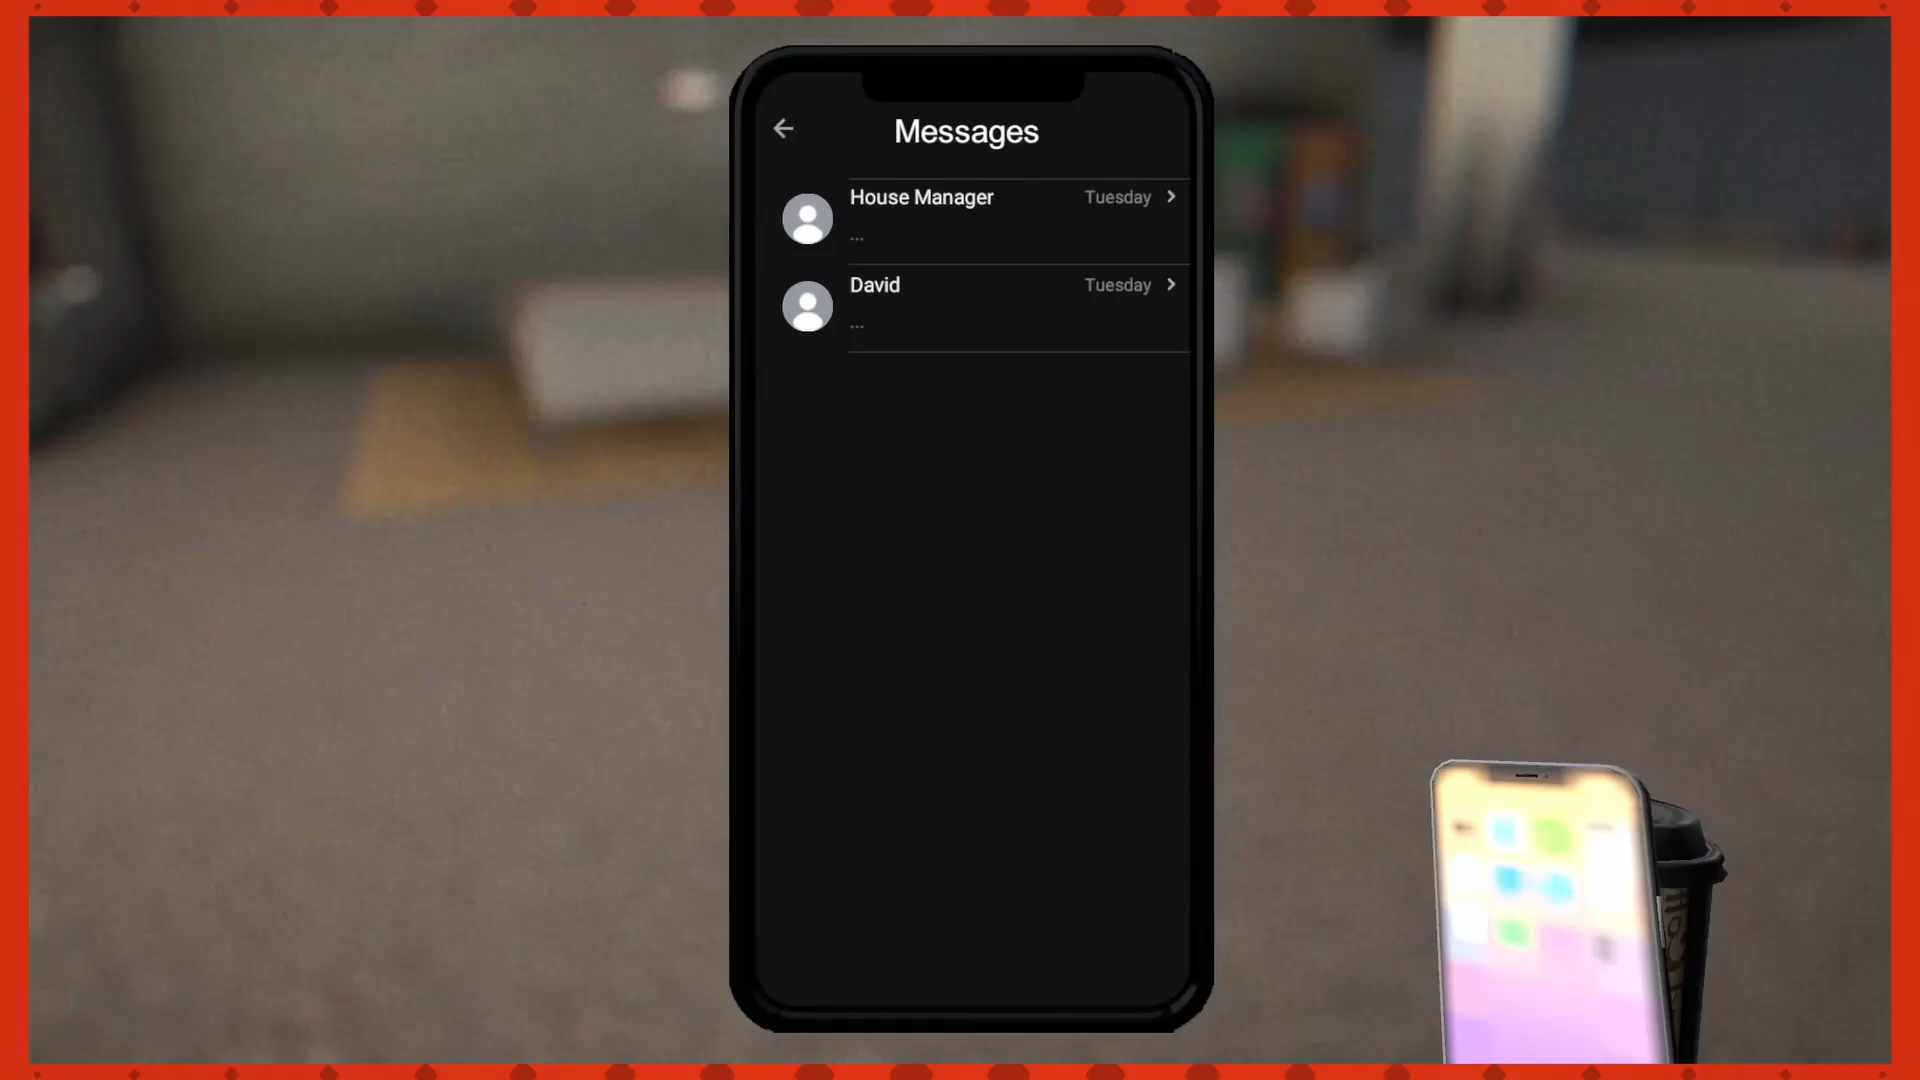 Messages
House Manager Tuesday
...
David Tuesday
...